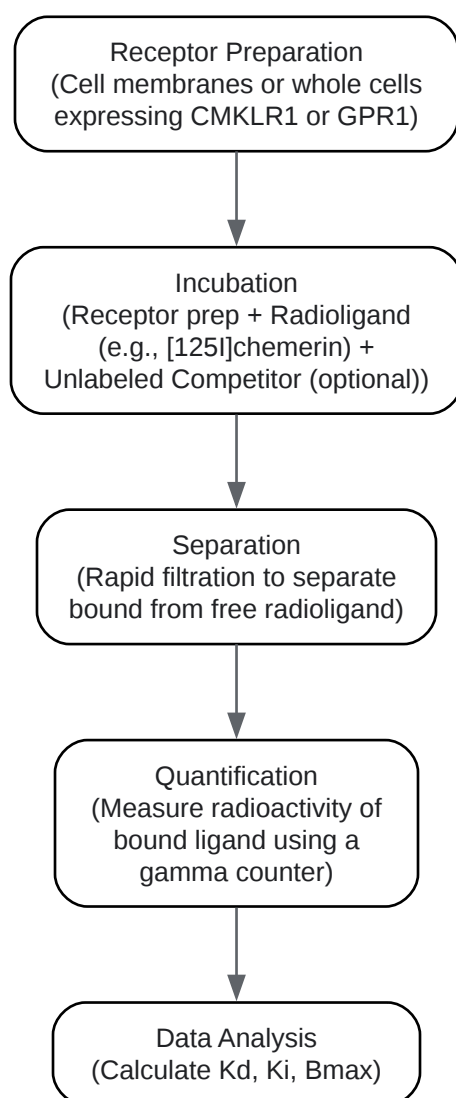 Receptor Preparation
(Cell membranes or whole cells
expressing CMKLR1 or GPR1)
Incubation
(Receptor prep + Radioligand
(e.g., [125I]chemerin) +
Unlabeled Competitor (optional))
Separation
(Rapid filtration to separate
bound from free radioligand)
Quantification
(Measure radioactivity of
bound ligand using a
gamma counter)
Data Analysis
(Calculate Kd, Ki, Bmax)